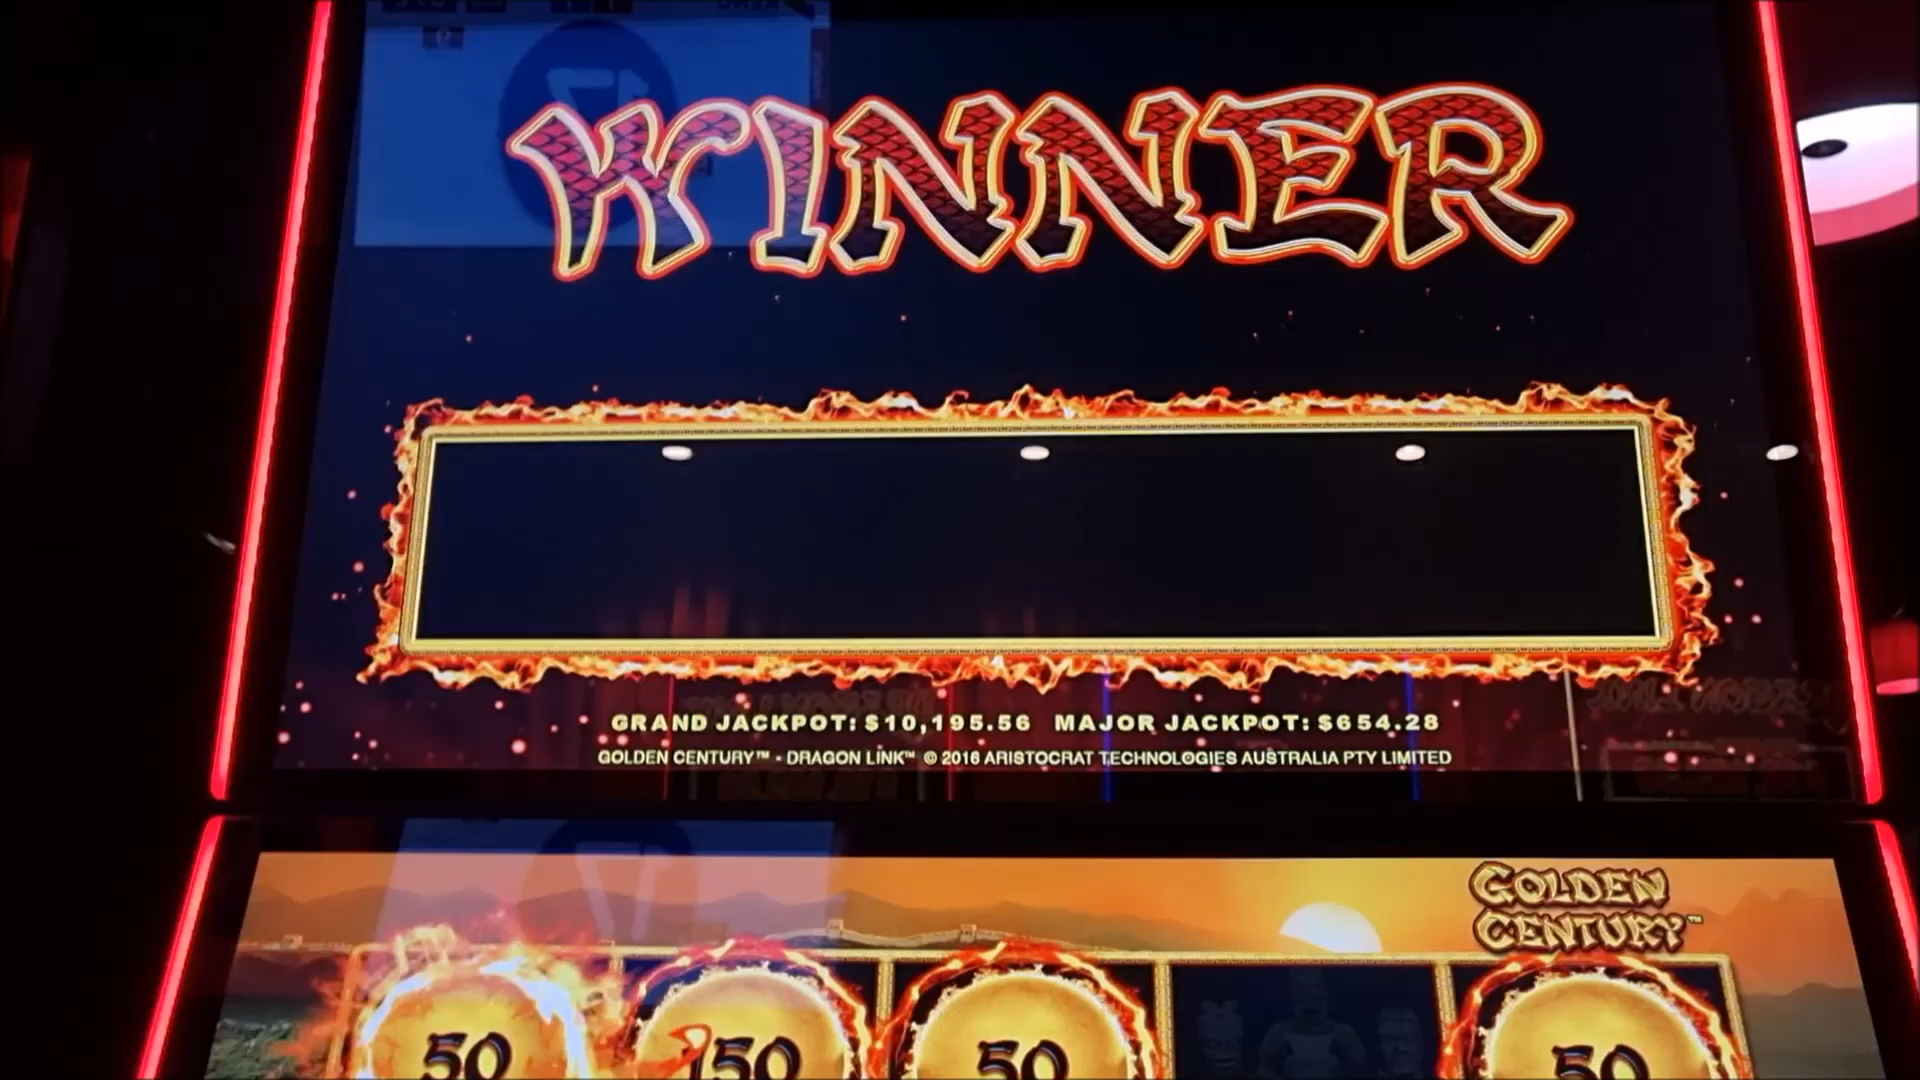 WINNER
GRAND JACKPOT: $10,195.56 MAJOR JACKPOT: $654.28
GOLDEN CENTURY™ - DRAGON LINK™ © 2016 ARISTOCRAT TECHNOLOGIES AUSTRALIA PTY LIMITED
GOLDEN
CENTURY™
50 150 50 50